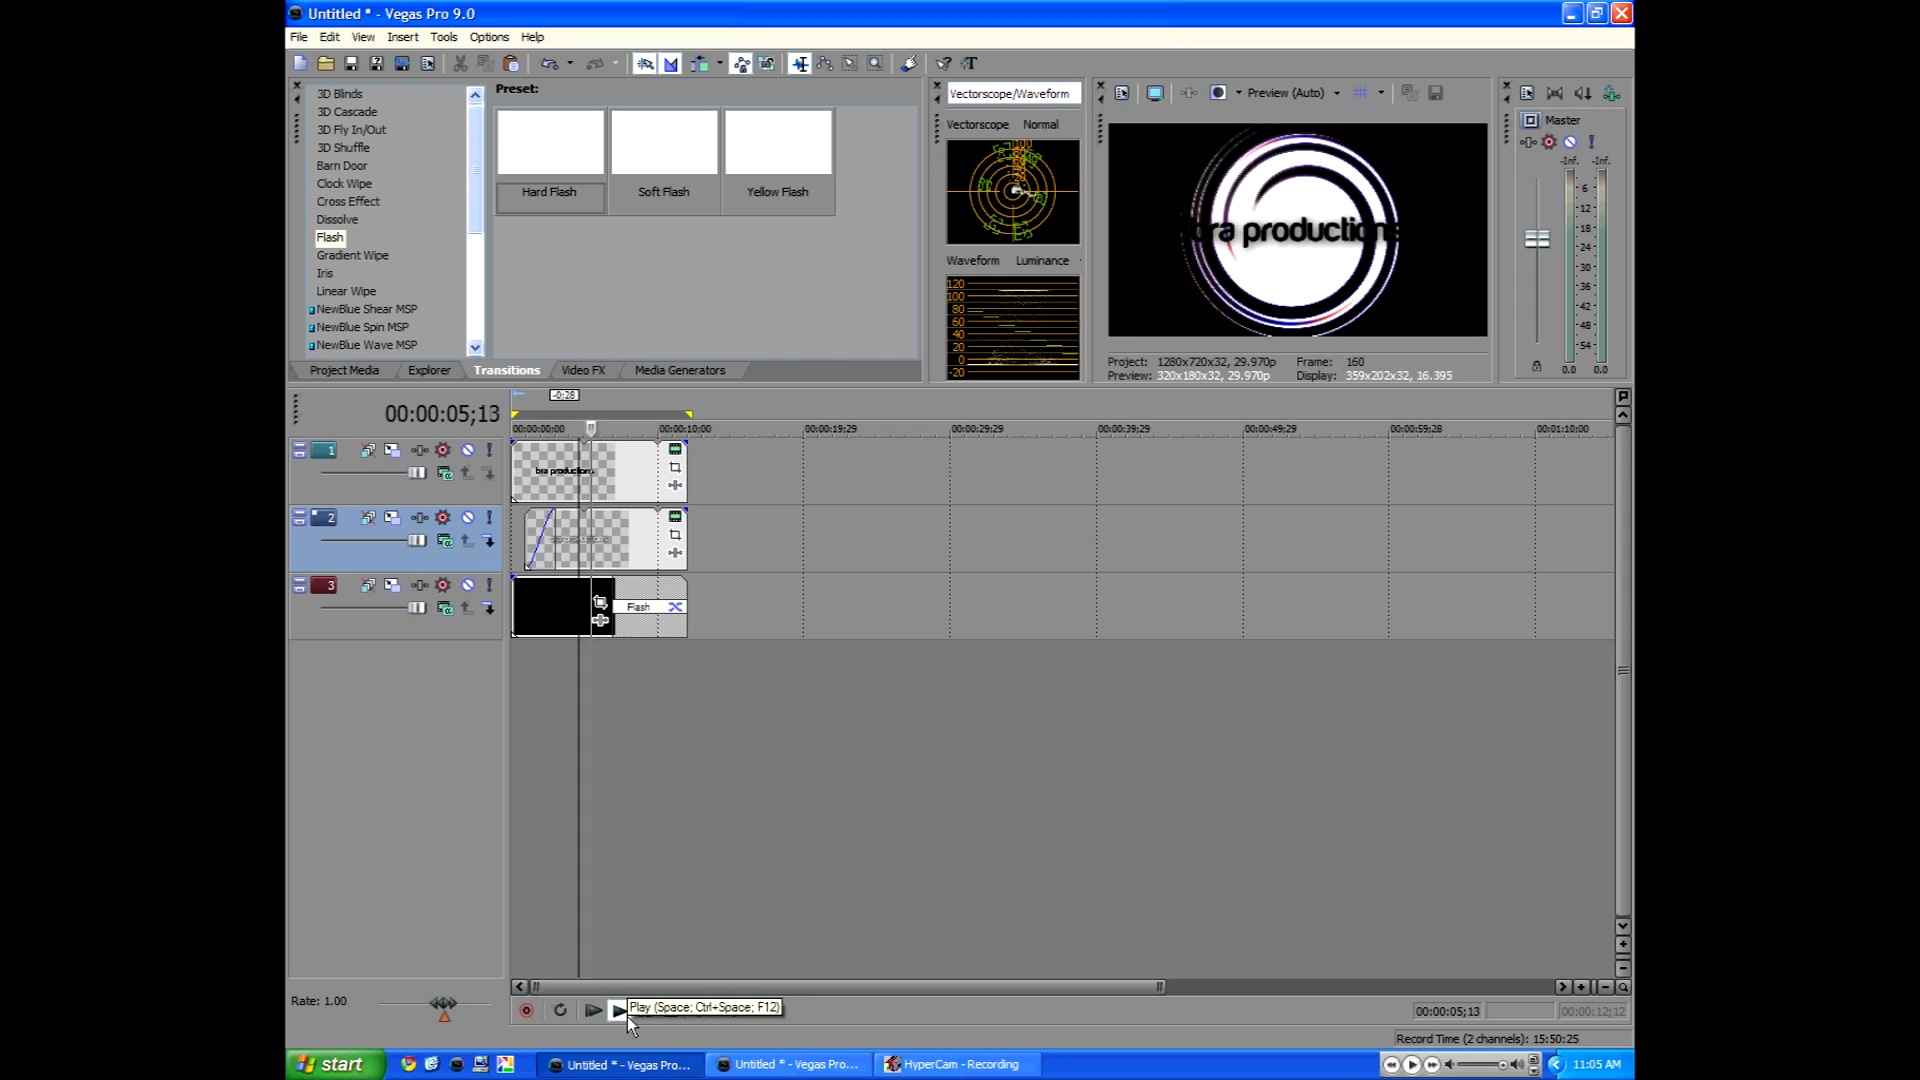 Untitled * - Vegas Pro 9.0
File Edit View Insert Tools Options Help
3D Blinds
3D Cascade
3D Fly In/Out
3D Shuffle
Barn Door
Clock Wipe
Cross Effect
Dissolve
Flash
Gradient Wipe
Iris
Linear Wipe
NewBlue Shear MSP
NewBlue Spin MSP
NewBlue Wave MSP
Preset:
Hard Flash Soft Flash Yellow Flash
Project Media Explorer Transitions Video FX Media Generators
Vectorscope/Waveform
Vectorscope Normal
Waveform Luminance
120
100
80
60
40
20
0
-20
Preview (Auto)
bra productions
Project: 1280x720x32, 29.970p Frame: 160
Preview: 320x180x32, 29.970p Display: 359x202x32, 16.395
Master
-Inf. -Inf.
6
-12-
-18-
-24-
-30-
-36-
-42-
-48-
-54-
0.0 0.0
00:00:05;13
-0:28
00:00:00;00 00:00:10;00 00:00:19;29 00:00:29;29 00:00:39;29 00:00:49;29 00:00:59;28 00:01:10;00
1
bra productions
2
3
Flash
Rate: 1.00
Play (Space; Ctrl+Space; F12)
00:00:05;13 00:00:12;12
Record Time (2 channels): 15:50:25
start Untitled * - Vegas Pro... Untitled * - Vegas Pro... HyperCam - Recording 11:05 AM